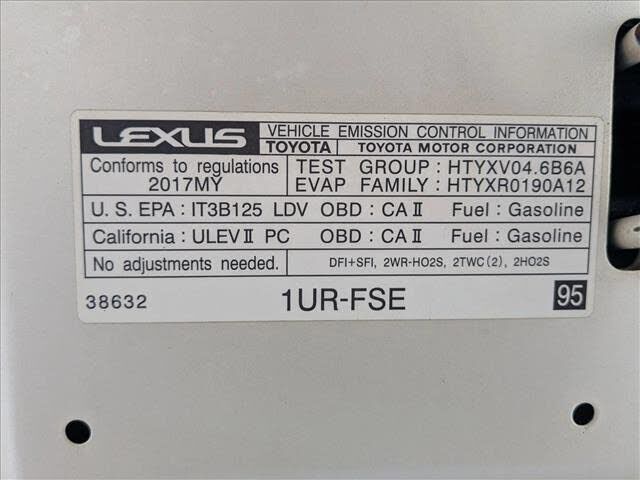 LEXUS VEHICLE EMISSION CONTROL INFORMATION
TOYOTA TOYOTA MOTOR CORPORATION
Conforms to regulations TEST GROUP : HTYXV04.6B6A
2017MY EVAP FAMILY : HTYXR0190A12
U. S. EPA : IT3B125 LDV OBD : CA II Fuel : Gasoline
California : ULEV II PC OBD : CA II Fuel : Gasoline
No adjustments needed. DFI+SFI, 2WR-HO2S, 2TWC(2), 2HO2S
38632 1UR-FSE 95